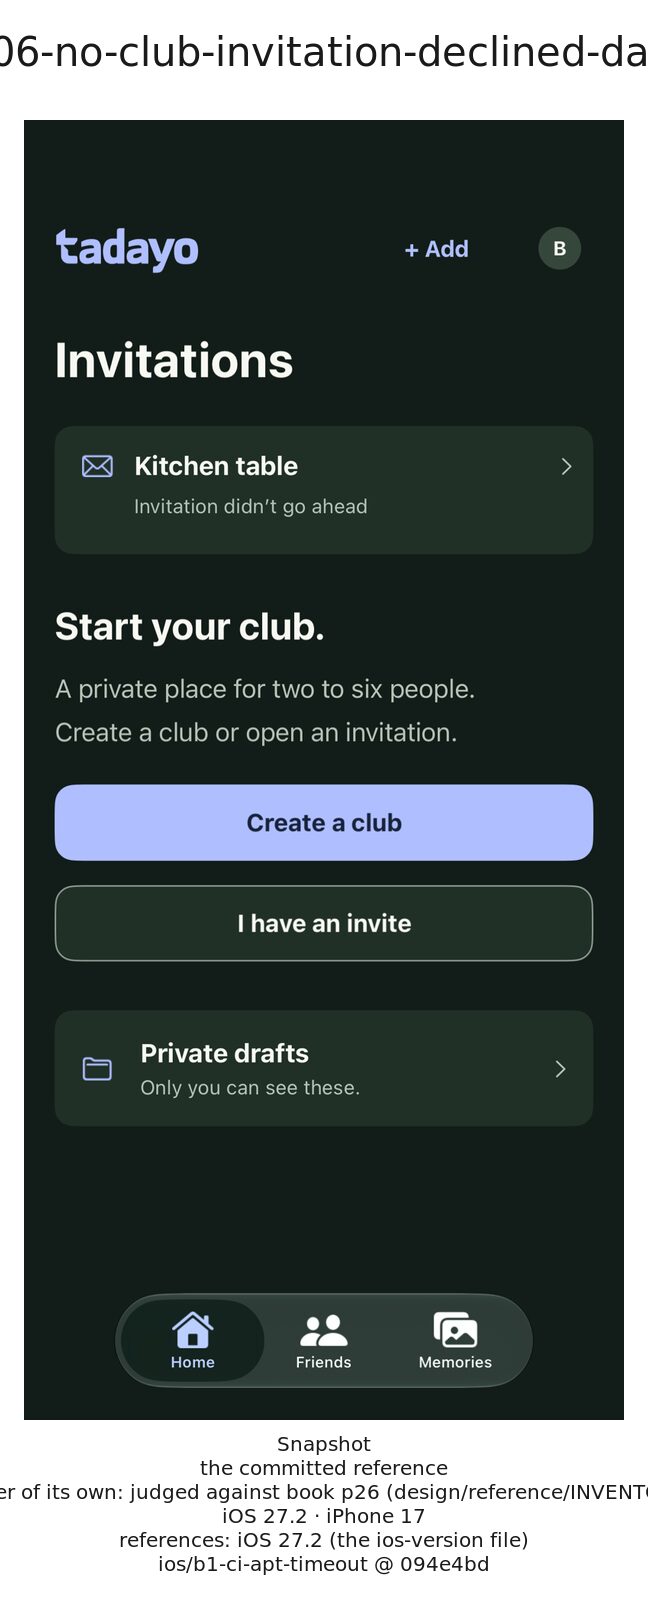 06-no-club-invitation-declined-da
tadayo
+ Add
B
Invitations
Kitchen table
Invitation didn’t go ahead
Start your club.
A private place for two to six people.
Create a club or open an invitation.
Create a club
I have an invite
Private drafts
Only you can see these.
Home
Friends
Memories
Snapshot
the committed reference
er of its own: judged against book p26 (design/reference/INVENTO
iOS 27.2 · iPhone 17
references: iOS 27.2 (the ios-version file)
ios/b1-ci-apt-timeout @ 094e4bd